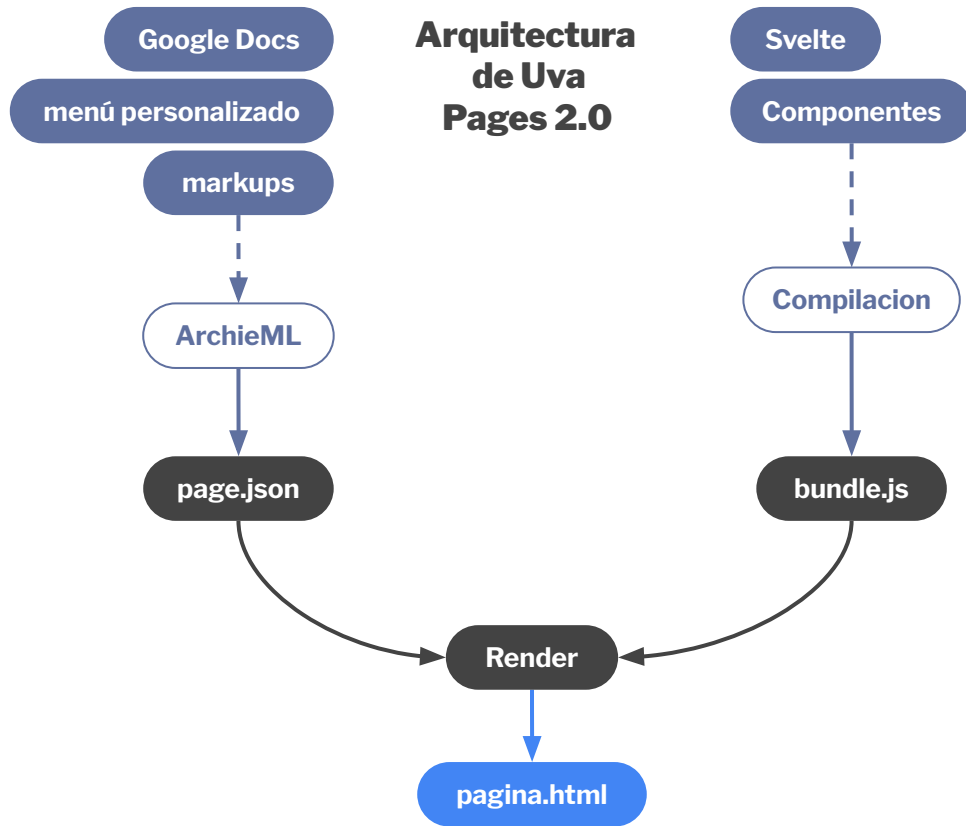 Arquitectura
de Uva
Pages 2.0
Google Docs
menú personalizado
markups
ArchieML
page.json
Svelte
Componentes
Compilacion
bundle.js
Render
pagina.html